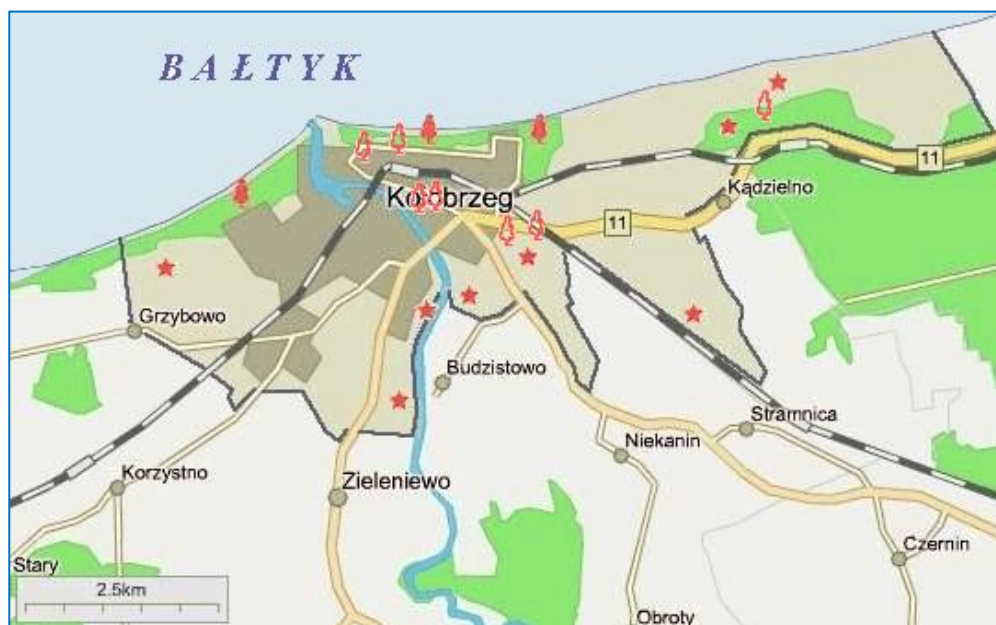 BAŁTYK
11
Kądzielno
Kołobrzeg
11
Grzybowo
Budzistowo
Stramnica
Niekanin
Korzystno
Zieleniewo
Czernin
Stary
2.5km
Obroty